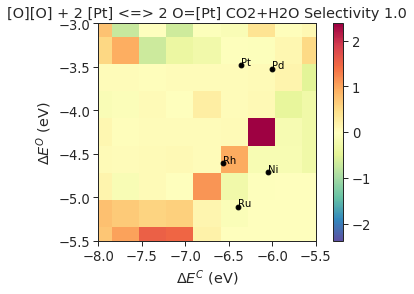 [O][O] + 2 [Pt] <=> 2 O=[Pt] CO2+H2O Selectivity 1.0
−3.0
−3.5
−4.0
−4.5
−5.0
−5.5
ΔE^O (eV)
Pt
Pd
Rh
Ni
Ru
−8.0 −7.5 −7.0 −6.5 −6.0 −5.5
ΔE^C (eV)
2
1
0
−1
−2